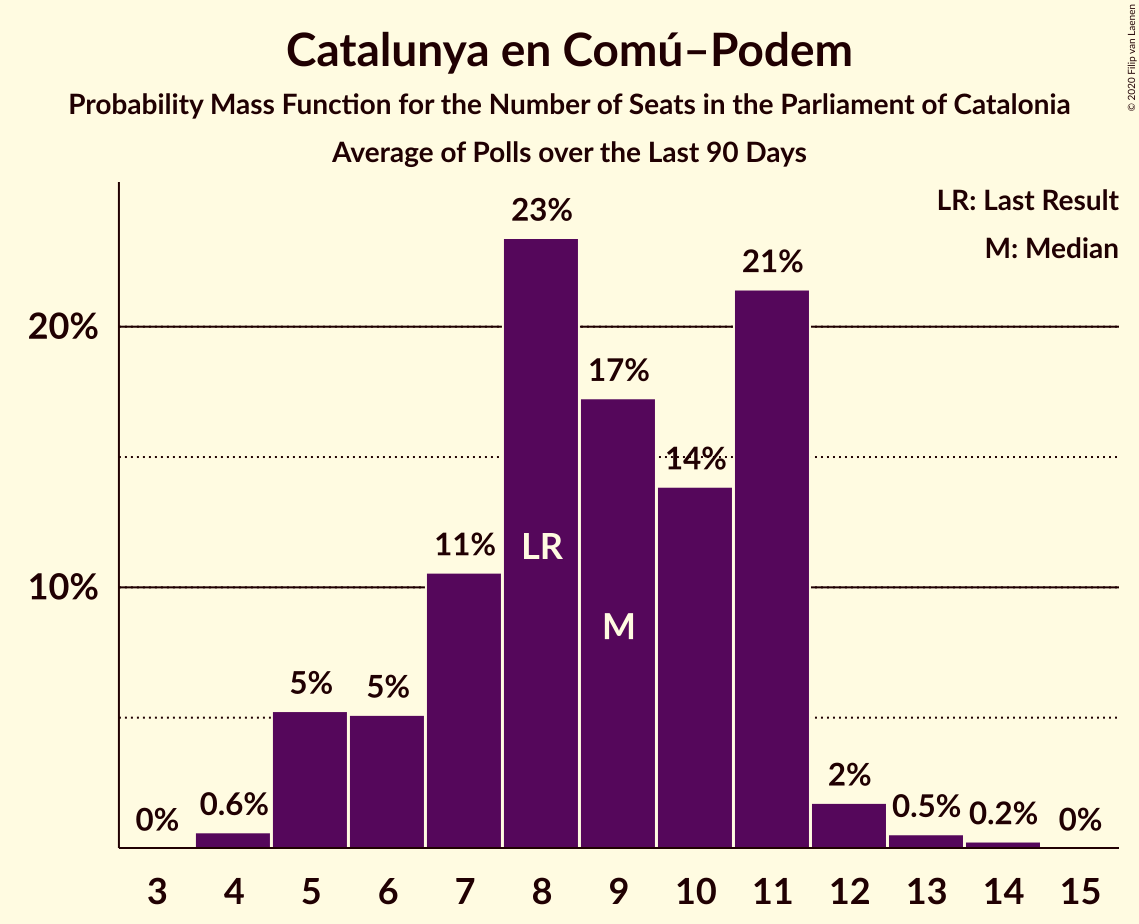 Catalunya en Comú–Podem
Probability Mass Function for the Number of Seats in the Parliament of Catalonia
Average of Polls over the Last 90 Days
© 2020 Filip van Laenen
LR: Last Result
M: Median
20%
10%
0%
0.6%
5%
5%
11%
23%
17%
14%
21%
2%
0.5%
0.2%
0%
LR
M
3 4 5 6 7 8 9 10 11 12 13 14 15